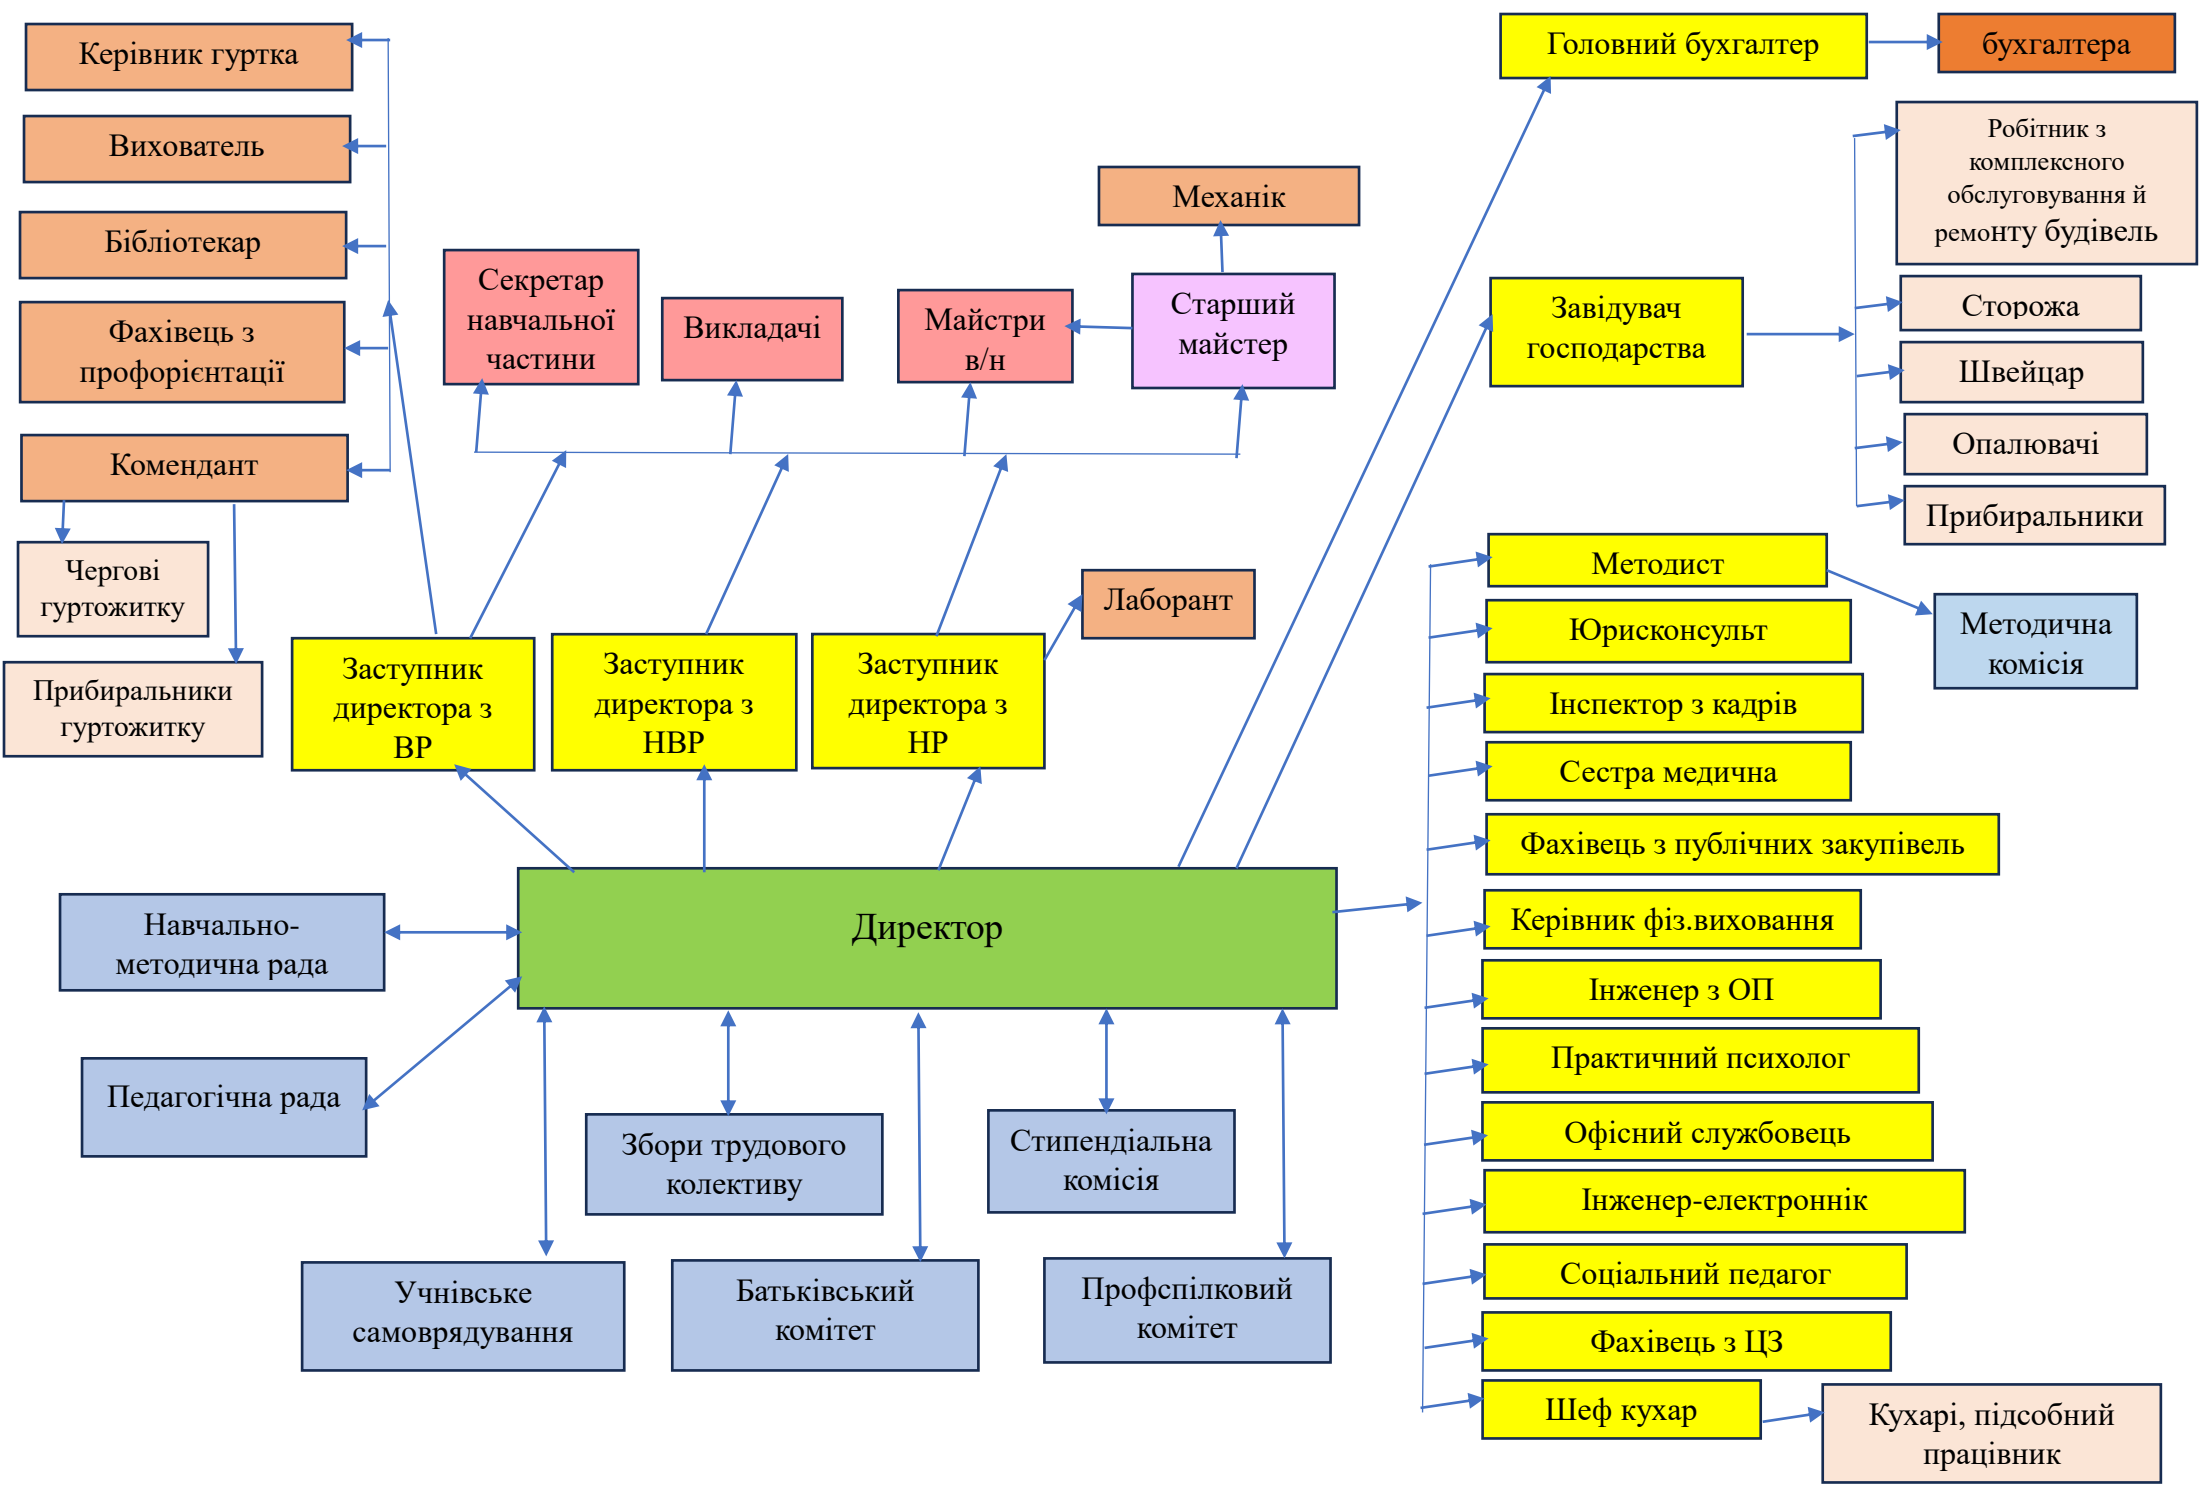 Керівник гуртка
Вихователь
Бібліотекар
Фахівець з
профорієнтації
Комендант
Чергові
гуртожитку
Прибиральники
гуртожитку
Секретар
навчальної
частини
Викладачі
Майстри
в/н
Механік
Старший
майстер
Головний бухгалтер
бухгалтера
Робітник з
комплексного
обслуговування й
ремонту будівель
Завідувач
господарства
Сторожа
Швейцар
Опалювачі
Прибиральники
Заступник
директора з
ВР
Заступник
директора з
НВР
Заступник
директора з
НР
Лаборант
Методист
Методична
комісія
Юрисконсульт
Інспектор з кадрів
Сестра медична
Фахівець з публічних закупівель
Керівник фіз.виховання
Інженер з ОП
Практичний психолог
Офісний службовець
Інженер-електроннік
Соціальний педагог
Фахівець з ЦЗ
Шеф кухар
Кухарі, підсобний
працівник
Директор
Навчально-
методична рада
Педагогічна рада
Збори трудового
колективу
Стипендіальна
комісія
Учнівське
самоврядування
Батьківський
комітет
Профспілковий
комітет